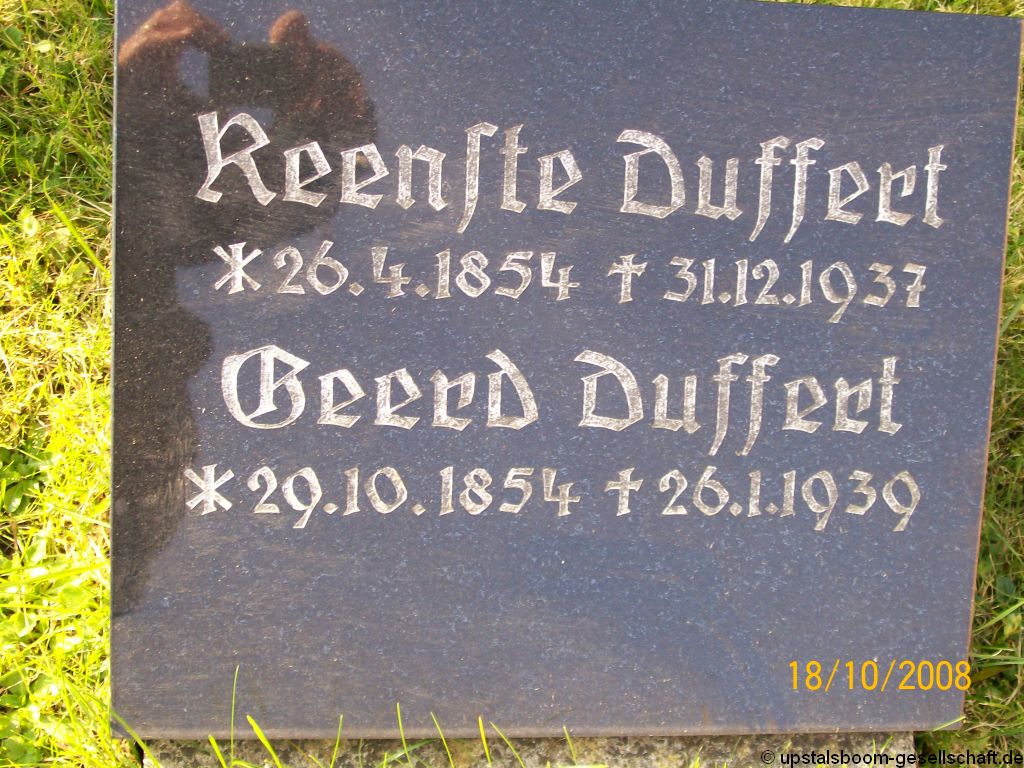 Reenste Duffert
* 26.4.1854 † 31.12.1937
Geerd Duffert
* 29.10.1854 † 26.1.1939
18/10/2008
© upstalsboom-gesellschaft.de